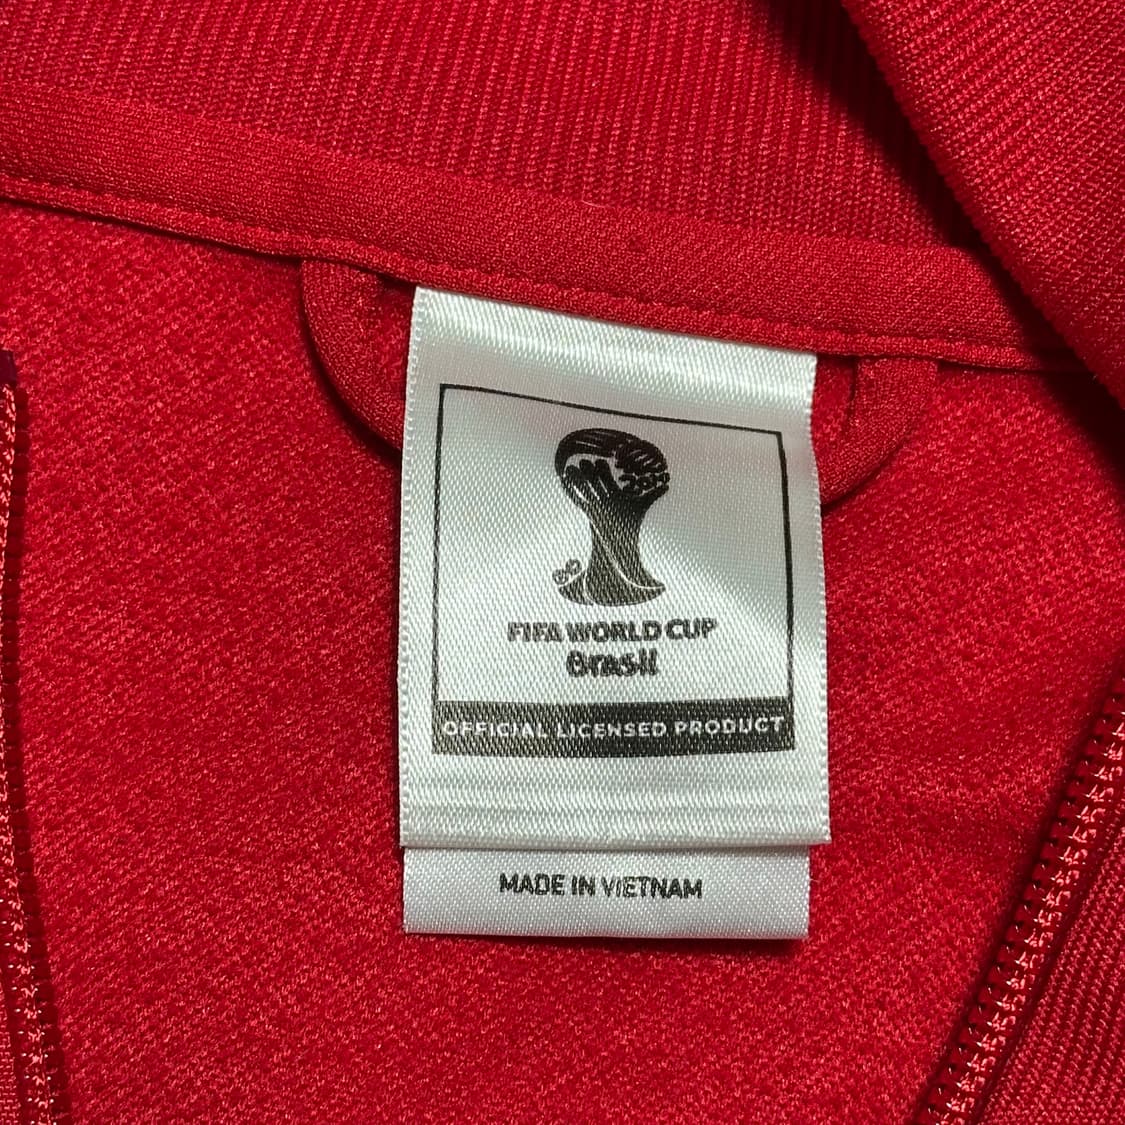 FIFA WORLD CUP
Brasil
OFFICIAL LICENSED PRODUCT
MADE IN VIETNAM